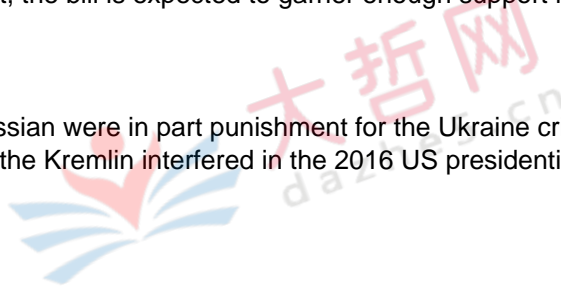 t, the bill is expected to garner enough support
ssian were in part punishment for the Ukraine cr
the Kremlin interfered in the 2016 US presidenti
大哲网
dazhes.cn